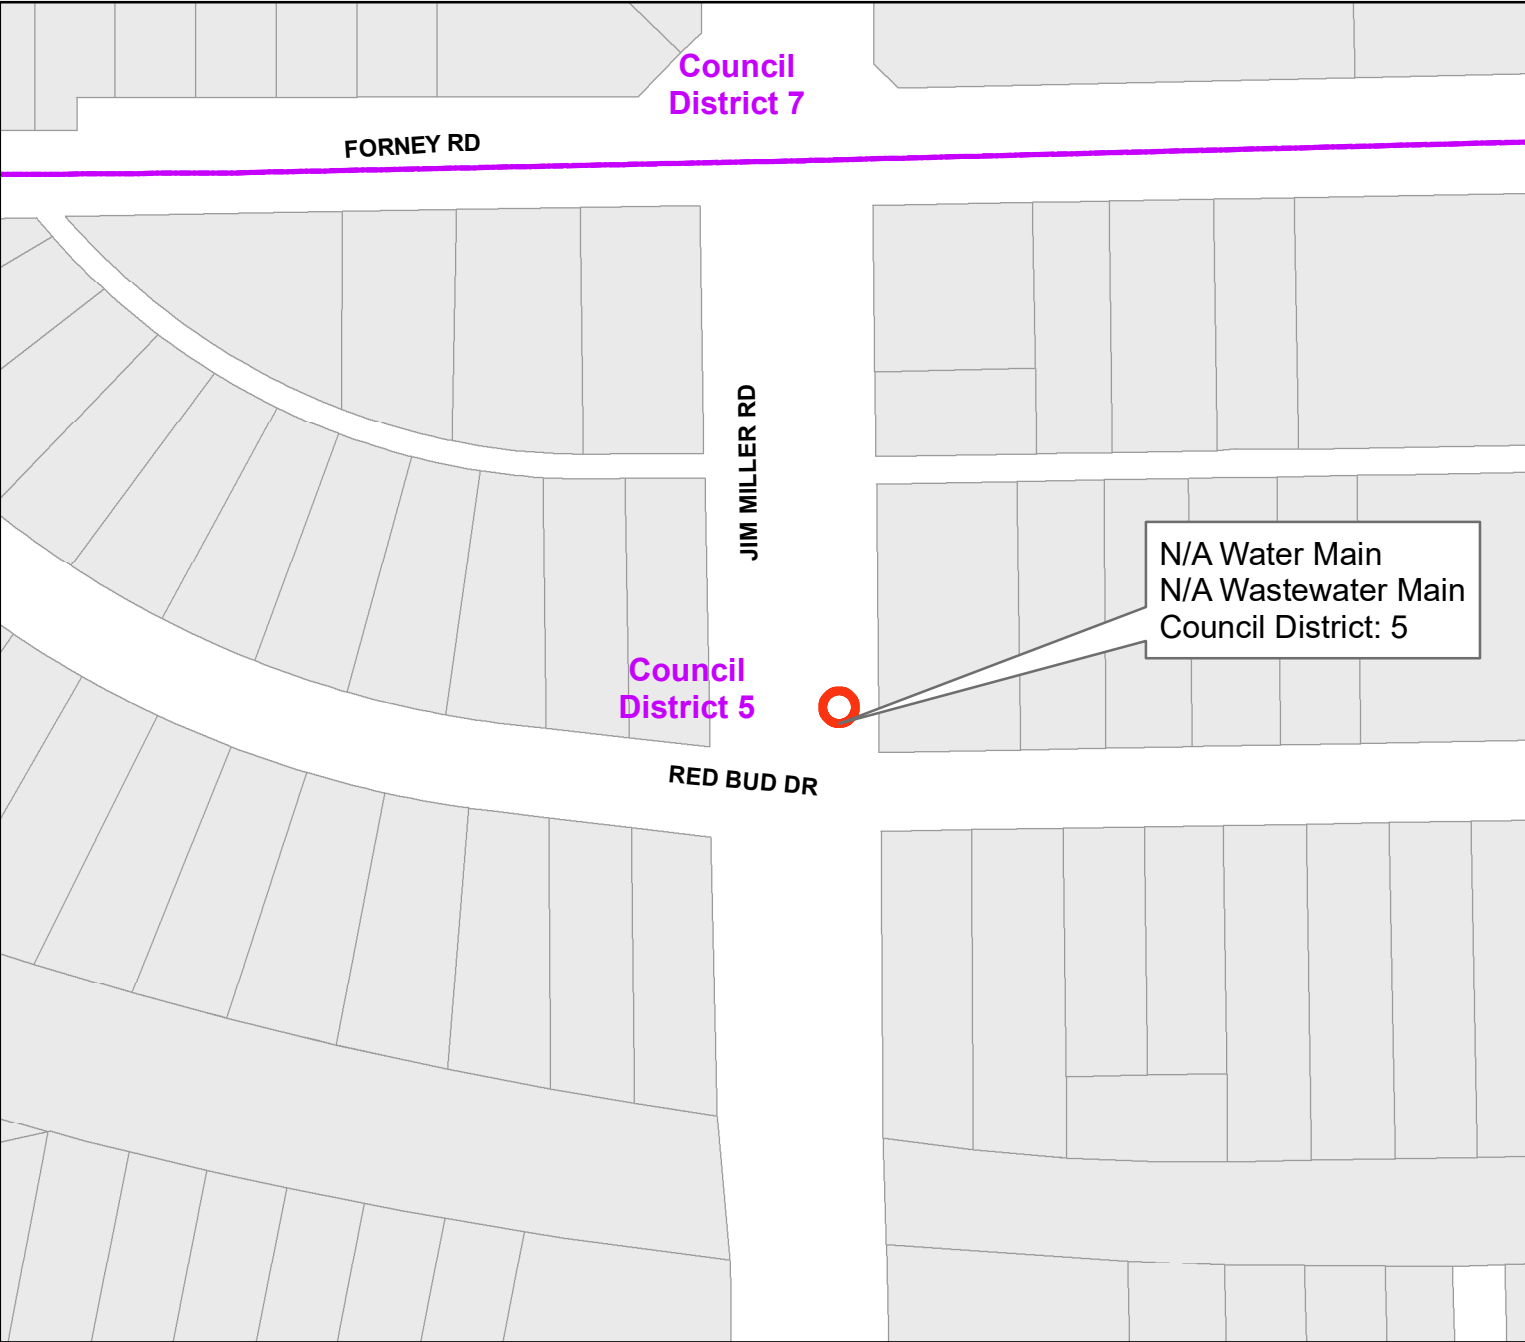 Council
District 7
FORNEY RD
JIM MILLER RD
N/A Water Main
N/A Wastewater Main
Council District: 5
Council
District 5
RED BUD DR